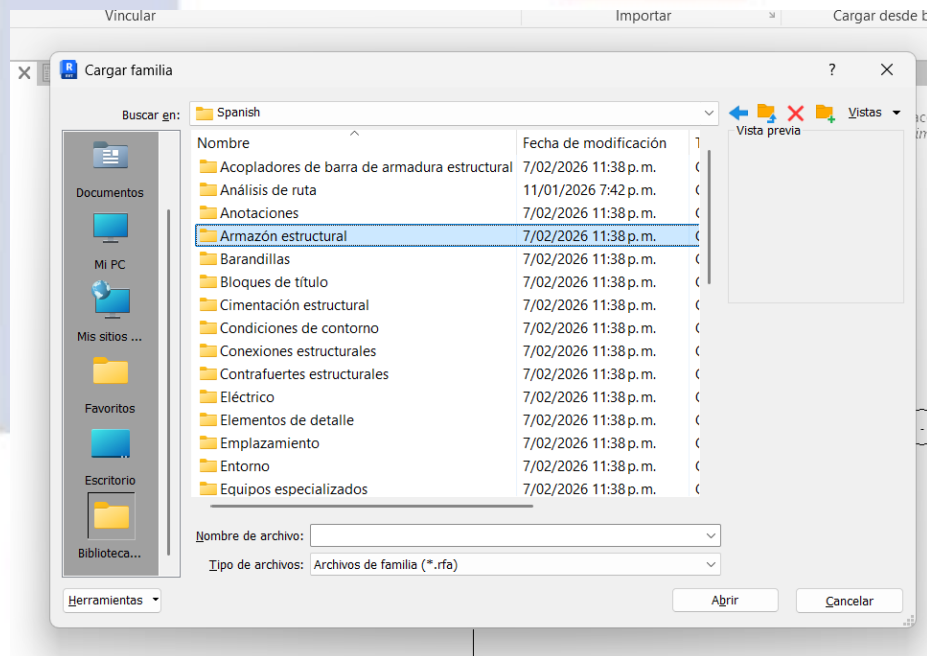 Vincular Importar Cargar desde
Cargar familia ?
Buscar en: Spanish Vistas
Vista previa
Nombre Fecha de modificación
Acopladores de barra de armadura estructural 7/02/2026 11:38 p. m.
Análisis de ruta 11/01/2026 7:42 p. m.
Anotaciones 7/02/2026 11:38 p. m.
Armazón estructural 7/02/2026 11:38 p. m.
Barandillas 7/02/2026 11:38 p. m.
Bloques de título 7/02/2026 11:38 p. m.
Cimentación estructural 7/02/2026 11:38 p. m.
Condiciones de contorno 7/02/2026 11:38 p. m.
Conexiones estructurales 7/02/2026 11:38 p. m.
Contrafuertes estructurales 7/02/2026 11:38 p. m.
Eléctrico 7/02/2026 11:38 p. m.
Elementos de detalle 7/02/2026 11:38 p. m.
Emplazamiento 7/02/2026 11:38 p. m.
Entorno 7/02/2026 11:38 p. m.
Equipos especializados 7/02/2026 11:38 p. m.
Documentos
Mi PC
Mis sitios ...
Favoritos
Escritorio
Biblioteca...
Nombre de archivo:
Tipo de archivos: Archivos de familia (*.rfa)
Herramientas Abrir Cancelar